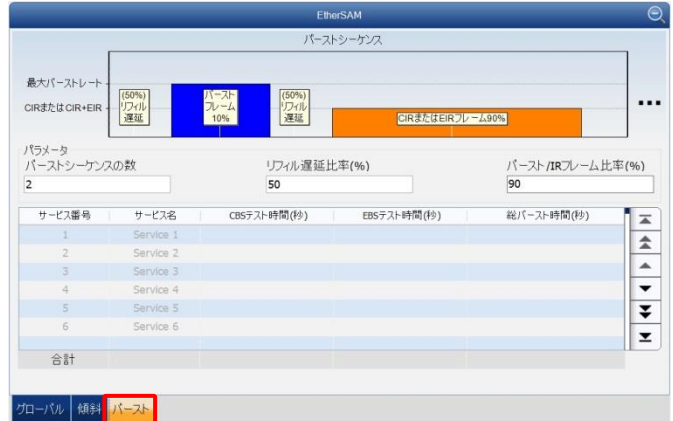 EtherSAM
バーストシーケンス
最大バーストレート
CIRまたはCIR+EIR
(50%)
リフィル
遅延
バースト
フレーム
10%
(50%)
リフィル
遅延
CIRまたはEIRフレーム90%
パラメータ
バーストシーケンスの数 リフィル遅延比率(%) バースト/IRフレーム比率(%)
2 50 90
サービス番号 サービス名 CBSテスト時間(秒) EBSテスト時間(秒) 総バースト時間(秒)
1 Service 1
2 Service 2
3 Service 3
4 Service 4
5 Service 5
6 Service 6
合計
グローバル 傾斜 バースト